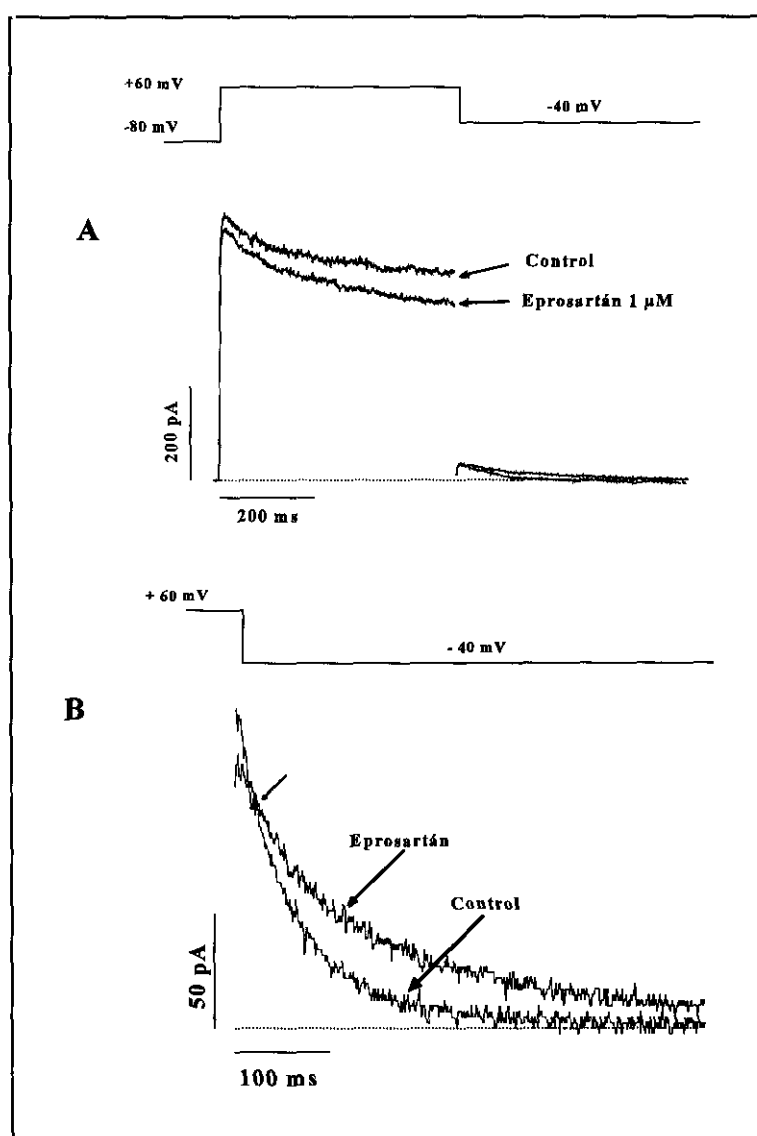 +60 mV
-40 mV
-80 mV
A
Control
Eprosartán 1 µM
200 pA
200 ms
+ 60 mV
- 40 mV
B
Eprosartán
Control
50 pA
100 ms